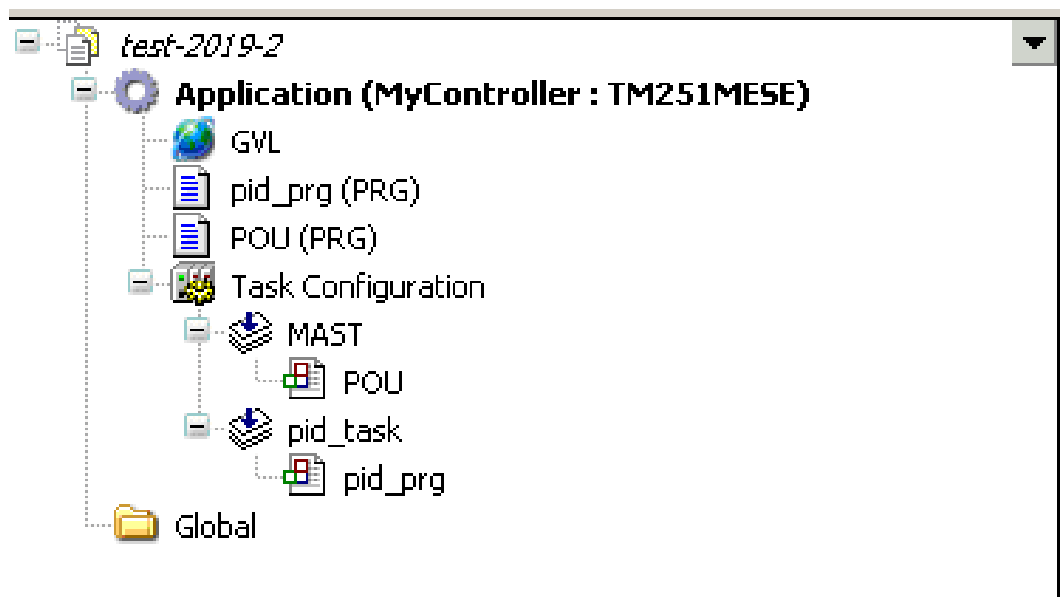 test-2019-2
Application (MyController : TM251MESE)
GVL
pid_prg (PRG)
POU (PRG)
Task Configuration
MAST
POU
pid_task
pid_prg
Global